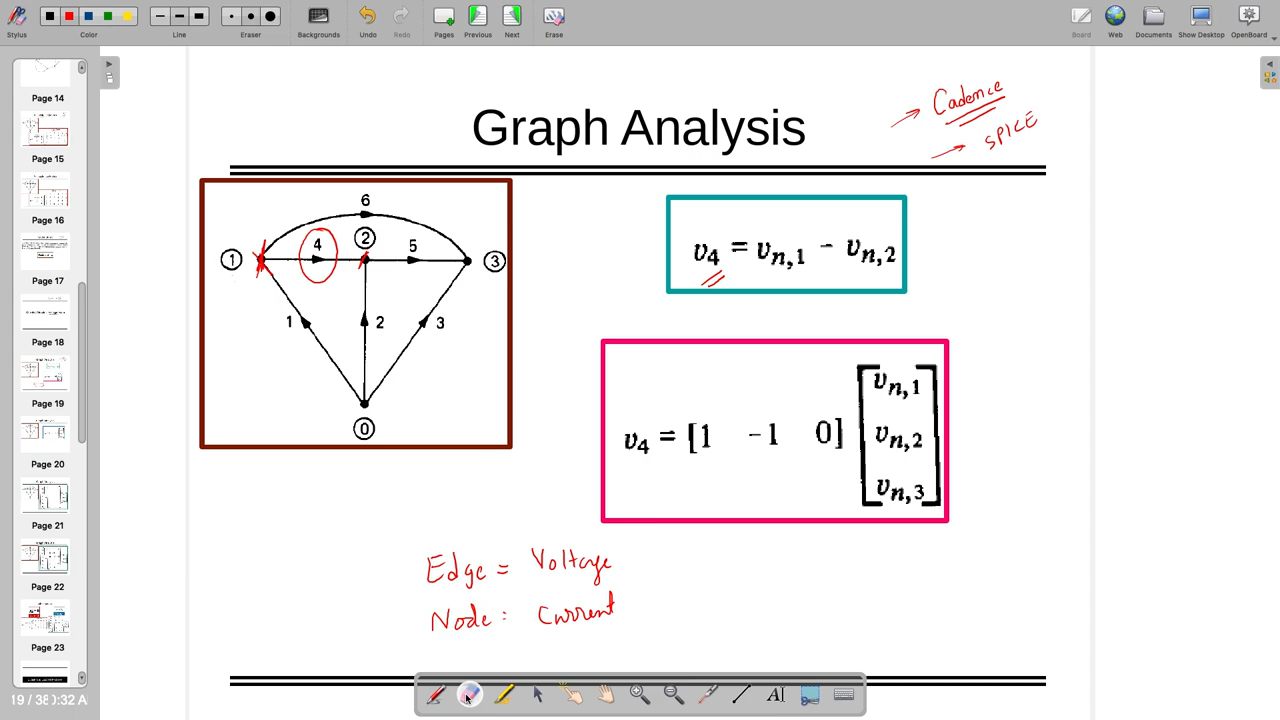 Stylus
Color
Line
Eraser
Backgrounds
Undo
Redo
Pages
Previous
Next
Erase
Board
Web
Documents
Show Desktop
OpenBoard
Page 14
Page 15
Page 16
Page 17
Page 18
Page 19
Page 20
Page 21
Page 22
Page 23
Graph Analysis
→ Cadence
→ SPICE
6
① 4 ② 5 ③
1 2 3
⓪
v4 = vn,1 - vn,2
v4 = [1 -1 0]
vn,1
vn,2
vn,3
Edge = Voltage
Node: Current